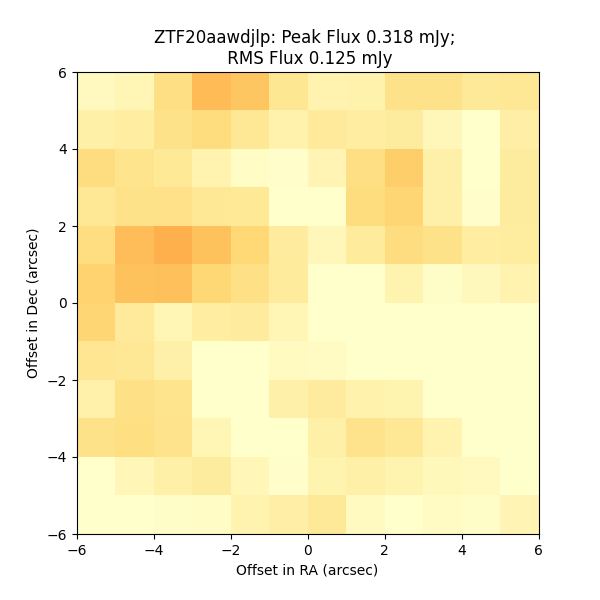 ZTF20aawdjlp: Peak Flux 0.318 mJy;
RMS Flux 0.125 mJy
6
4
2
0
−2
−4
−6
Offset in Dec (arcsec)
−6 −4 −2 0 2 4 6
Offset in RA (arcsec)